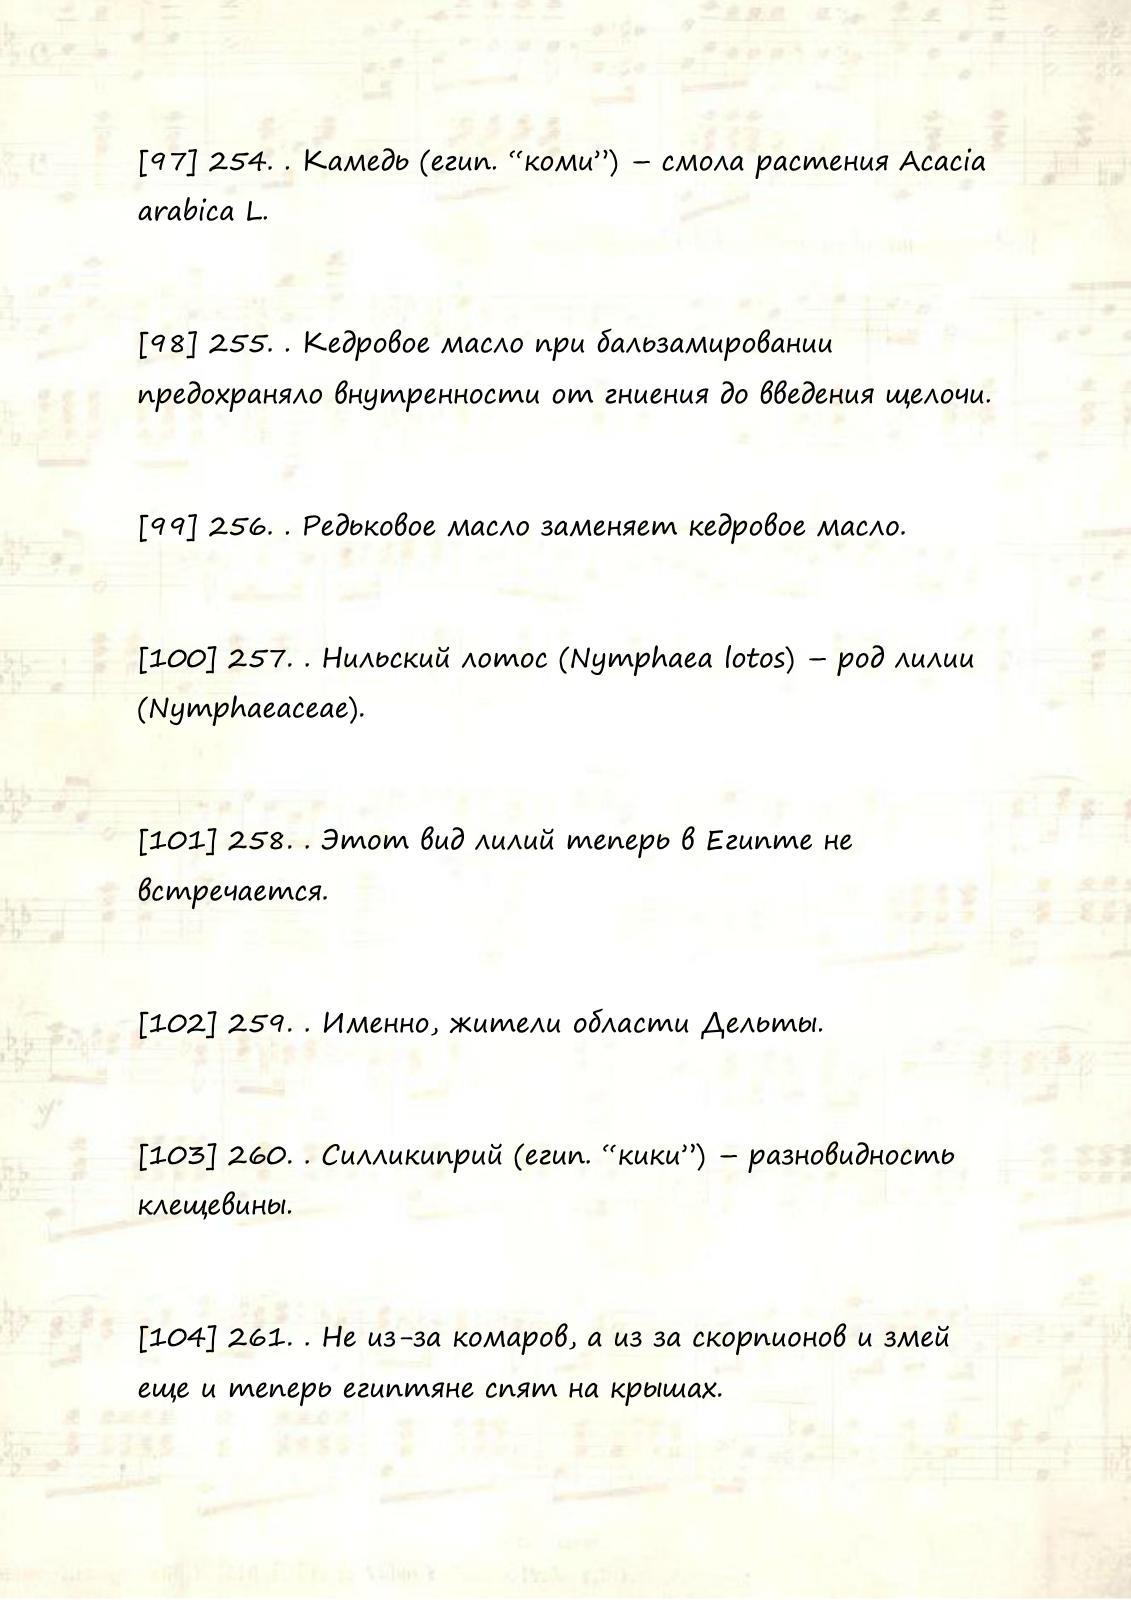 [97] 254. . Камедь (егип. “коми”) – смола растения Acacia
arabica L.
[98] 255. . Кедровое масло при бальзамировании
предохраняло внутренности от гниения до введения щелочи.
[99] 256. . Редьковое масло заменяет кедровое масло.
[100] 257. . Нильский лотос (Nymphaea lotos) – род лилии
(Nymphaeaceae).
[101] 258. . Этот вид лилий теперь в Египте не
встречается.
[102] 259. . Именно, жители области Дельты.
[103] 260. . Силликиприй (егип. “кики”) – разновидность
клещевины.
[104] 261. . Не из-за комаров, а из за скорпионов и змей
еще и теперь египтяне спят на крышах.